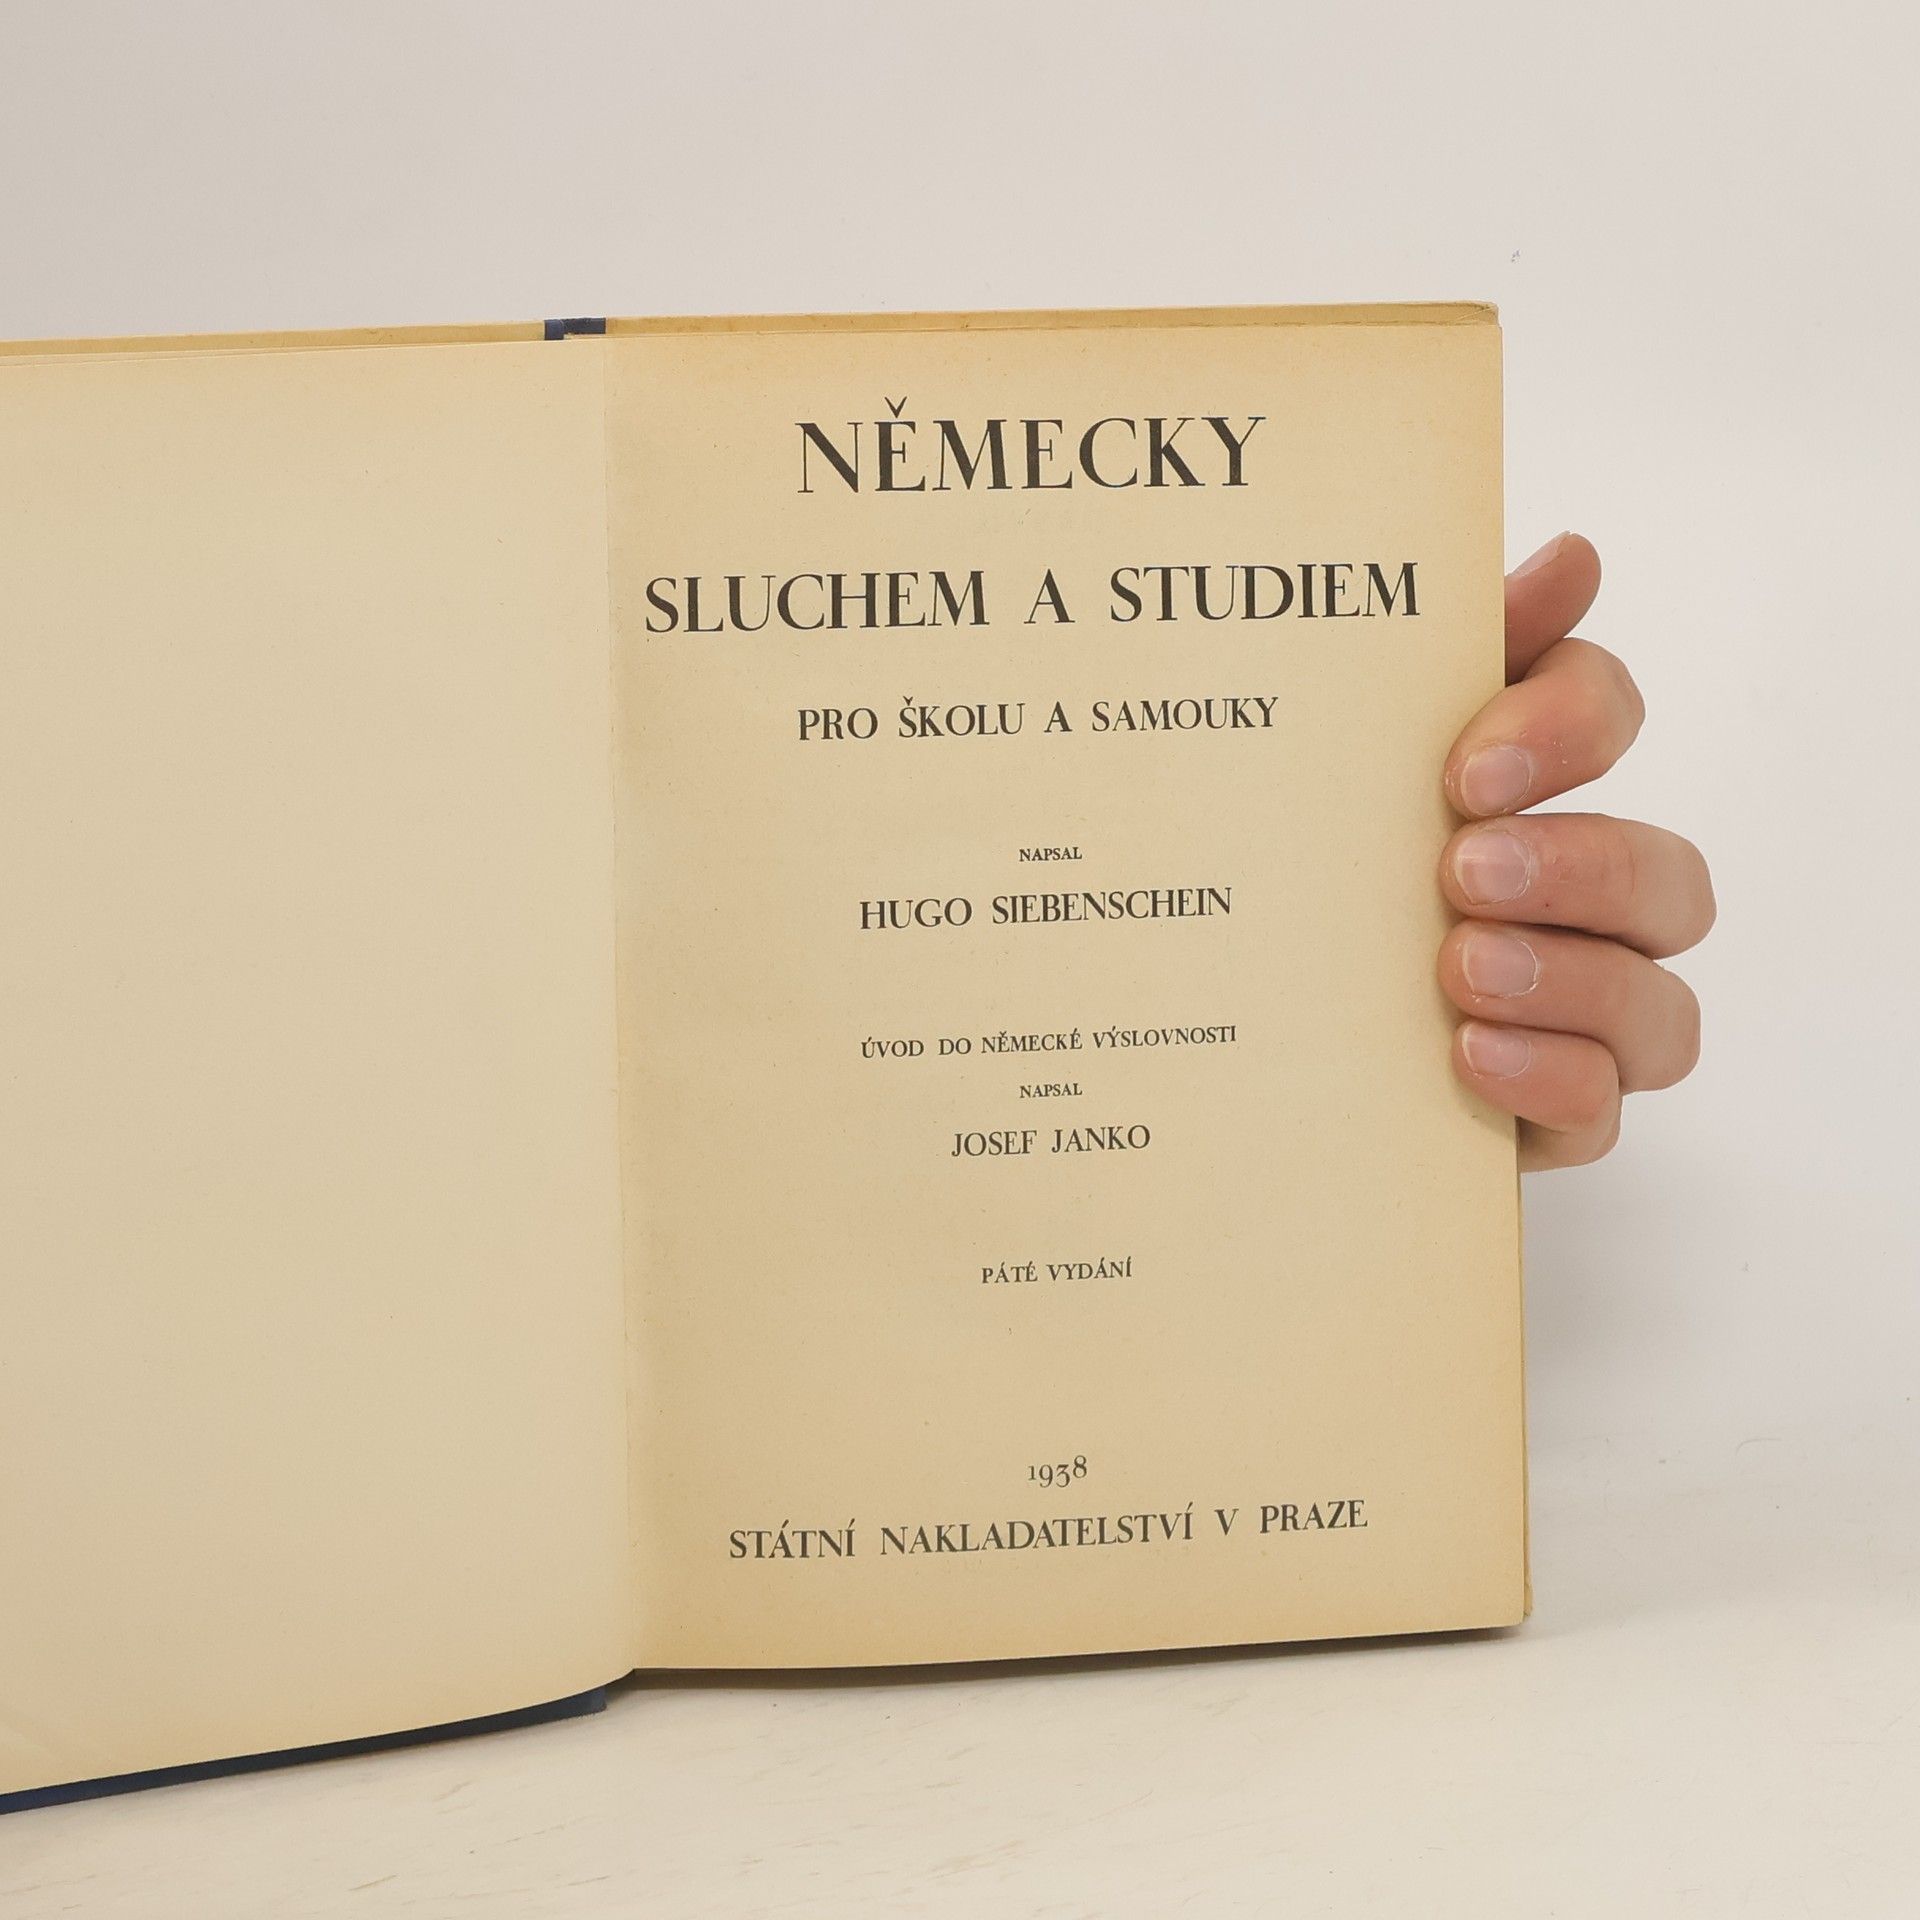 NĚMECKY
SLUCHEM A STUDIEM
PRO ŠKOLU A SAMOUKY
NAPSAL
HUGO SIEBENSCHEIN
ÚVOD DO NĚMECKÉ VÝSLOVNOSTI
NAPSAL
JOSEF JANKO
PÁTÉ VYDÁNÍ
1938
STÁTNÍ NAKLADATELSTVÍ V PRAZE